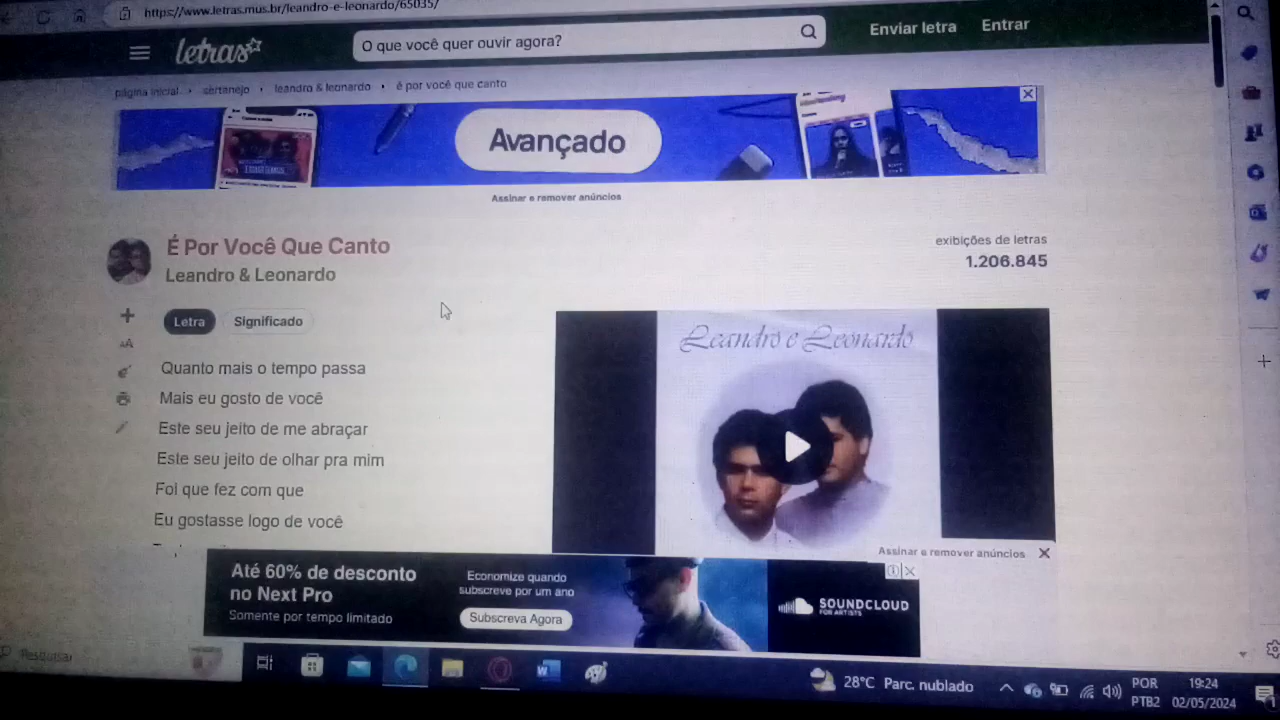 https://www.letras.mus.br/leandro-e-leonardo/65035/
letras
O que você quer ouvir agora?
Enviar letra
Entrar
página inicial • sertanejo • leandro & leonardo • é por você que canto
Avançado
Assinar e remover anúncios
É Por Você Que Canto
Leandro & Leonardo
exibições de letras
1.206.845
Letra
Significado
AA
Quanto mais o tempo passa
Mais eu gosto de você
Este seu jeito de me abraçar
Este seu jeito de olhar pra mim
Foi que fez com que
Eu gostasse logo de você
Leandro e Leonardo
Assinar e remover anúncios
Até 60% de desconto
no Next Pro
Somente por tempo limitado
Economize quando
subscreve por um ano
Subscreva Agora
SOUNDCLOUD
FOR ARTISTS
Pesquisar
28°C Parc. nublado
POR
PTB2
19:24
02/05/2024